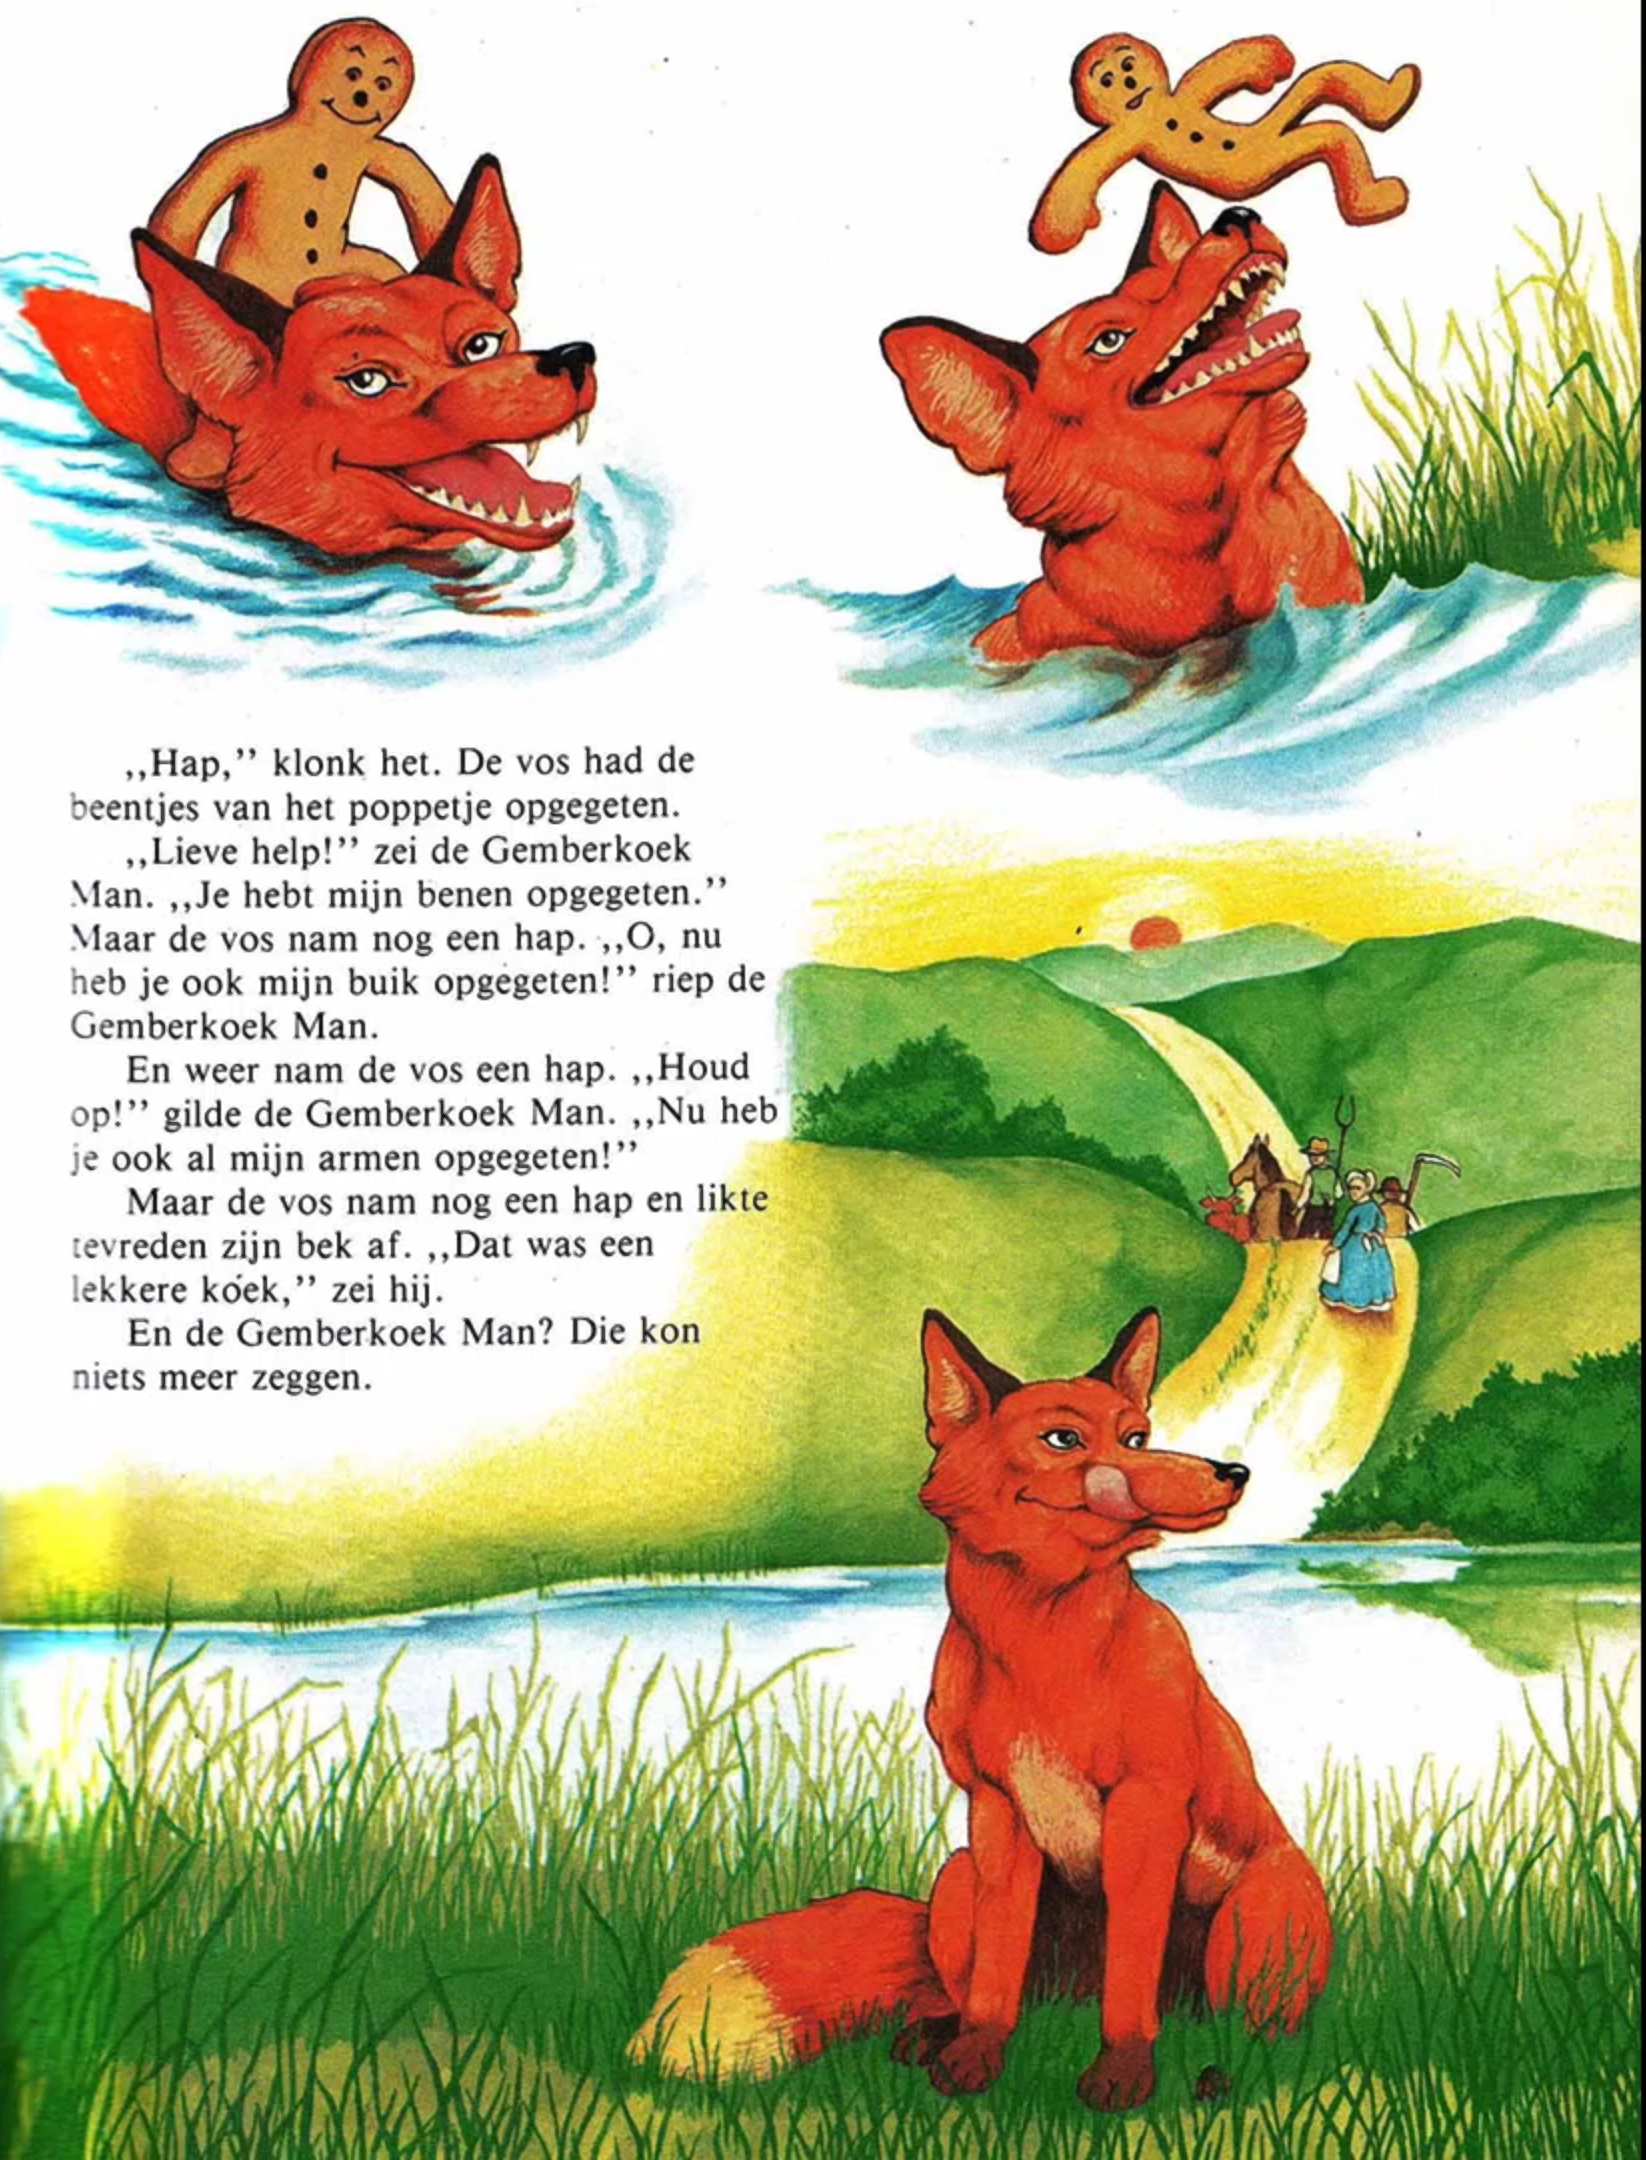 ,,Hap,’’ klonk het. De vos had de
beentjes van het poppetje opgegeten.
,,Lieve help!’’ zei de Gemberkoek
Man. ,,Je hebt mijn benen opgegeten.’’
Maar de vos nam nog een hap. ,,O, nu
heb je ook mijn buik opgegeten!’’ riep de
Gemberkoek Man.
En weer nam de vos een hap. ,,Houd
op!’’ gilde de Gemberkoek Man. ,,Nu heb
je ook al mijn armen opgegeten!’’
Maar de vos nam nog een hap en likte
tevreden zijn bek af. ,,Dat was een
lekkere koek,’’ zei hij.
En de Gemberkoek Man? Die kon
niets meer zeggen.